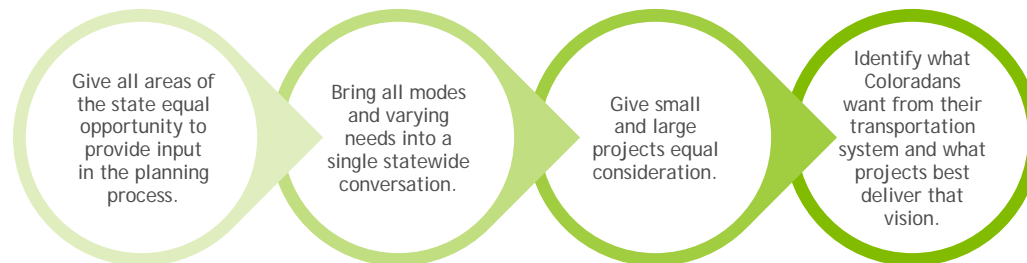 Give all areas of
the state equal
opportunity to
provide input
in the planning
process.
Bring all modes
and varying
needs into a
single statewide
conversation.
Give small
and large
projects equal
consideration.
Identify what
Coloradans
want from their
transportation
system and what
projects best
deliver that
vision.